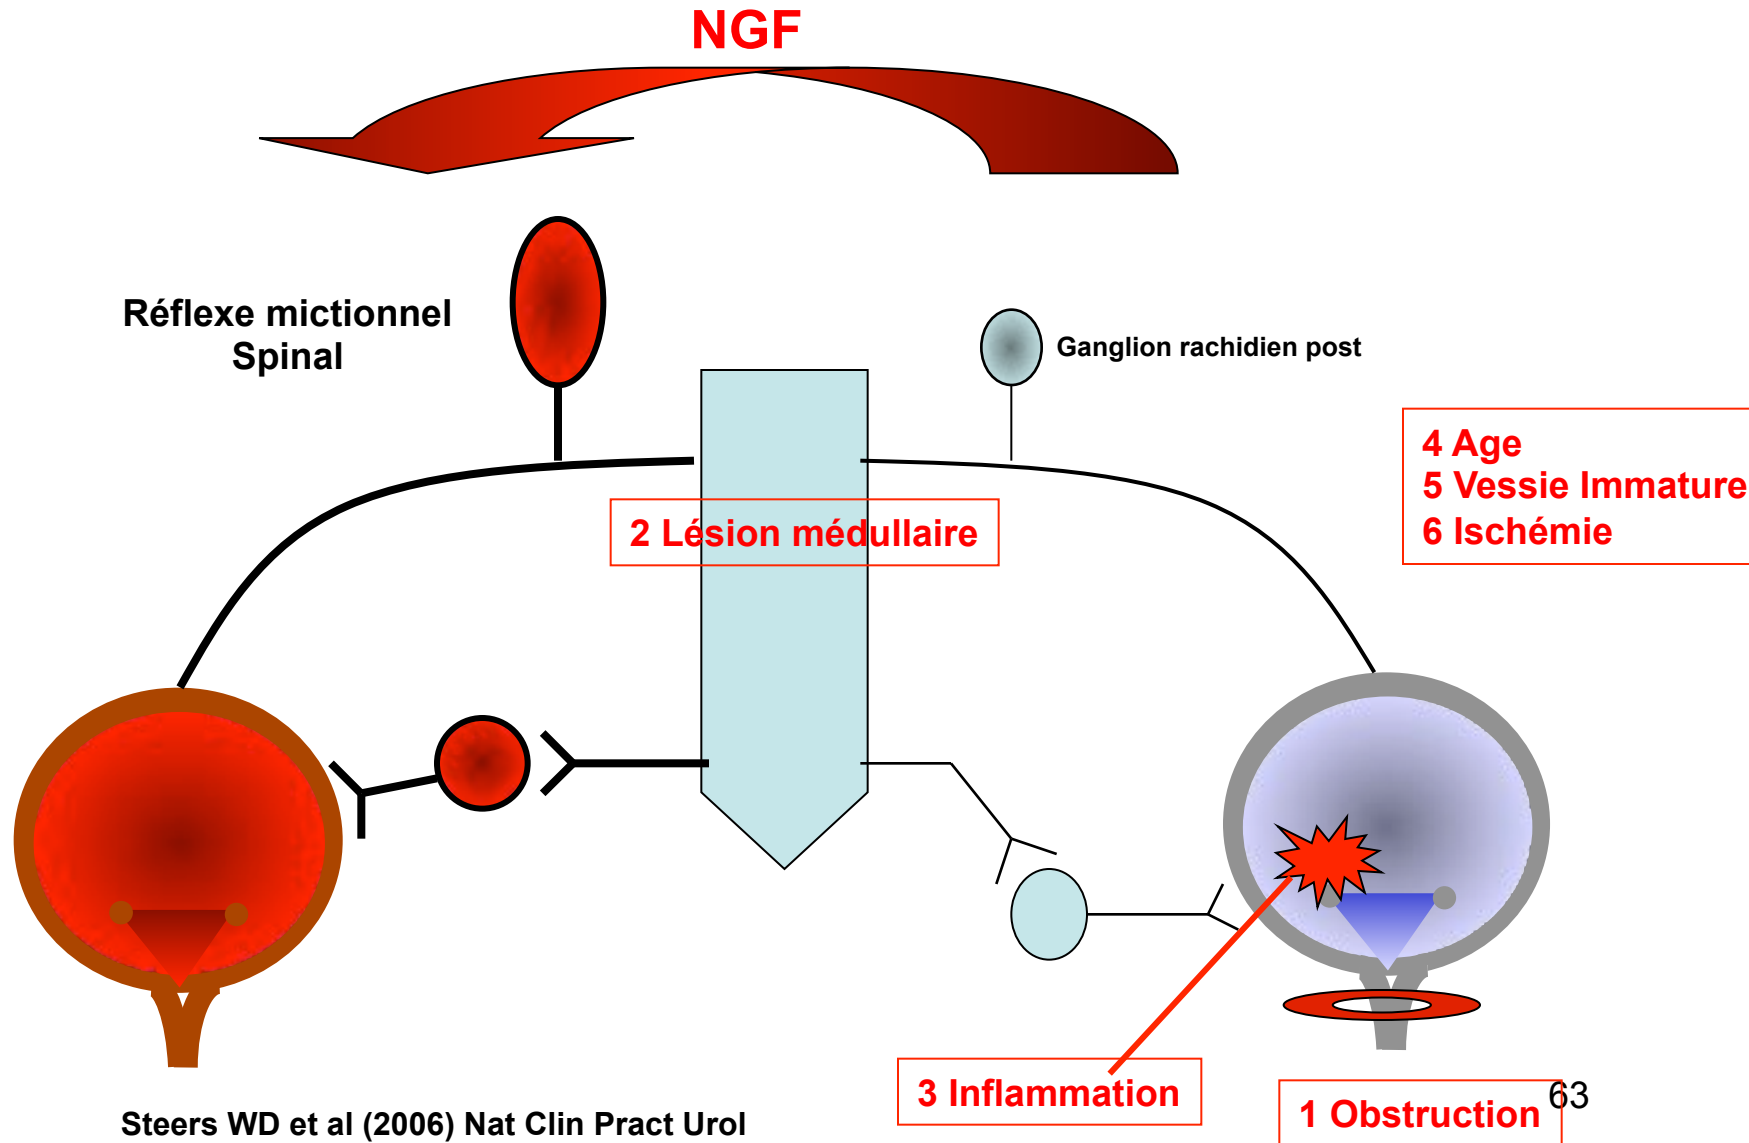 NGF
Réflexe mictionnel
Spinal
Ganglion rachidien post
4 Age
5 Vessie Immature
6 Ischémie
2 Lésion médullaire
3 Inflammation
1 Obstruction
63
Steers WD et al (2006) Nat Clin Pract Urol